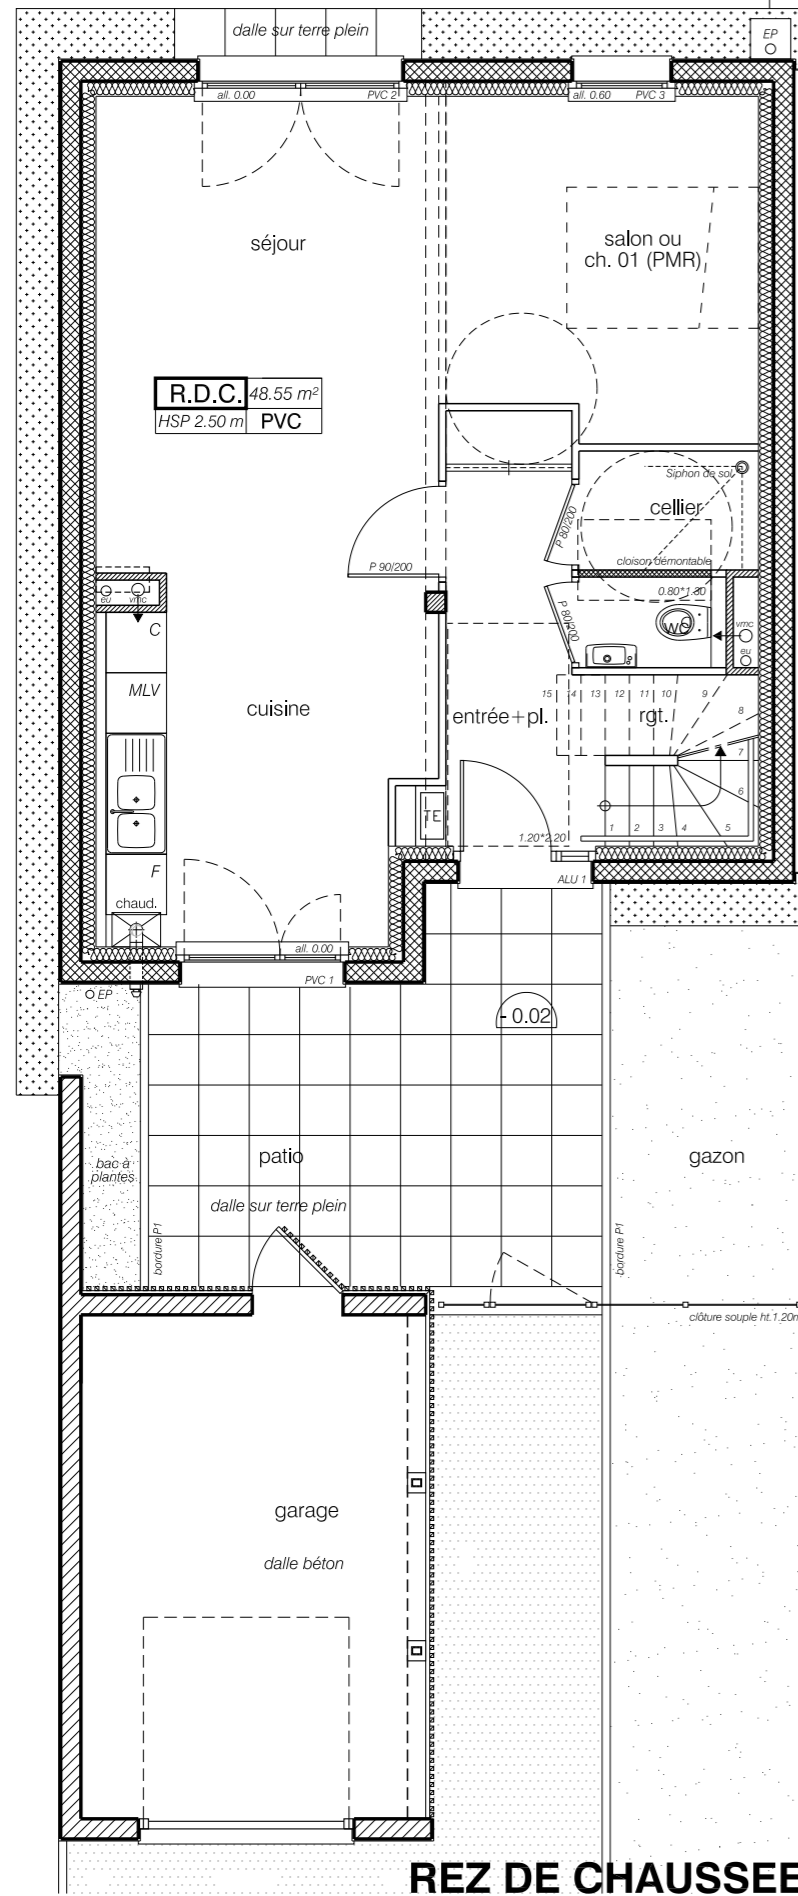 dalle sur terre plein
EP
all. 0.00
PVC 2
all. 0.60
PVC 3
séjour
salon ou
ch. 01 (PMR)
R.D.C.
48.55 m²
HSP 2.50 m
PVC
Siphon de sol
cellier
P 80/200
cloison démontable
P 90/200
0.80*1.30
eu
vmc
P 80/200
WC
vmc
eu
C
MLV
cuisine
entrée+pl.
rgt.
15
14
13
12
11
10
9
8
7
6
5
4
3
2
1
TE
1.20*2.20
F
ALU 1
chaud.
all. 0.00
PVC 1
EP
- 0.02
bac à
plantes
patio
gazon
dalle sur terre plein
bordure P1
bordure P1
clôture souple ht.1.20m
garage
dalle béton
REZ DE CHAUSSEE